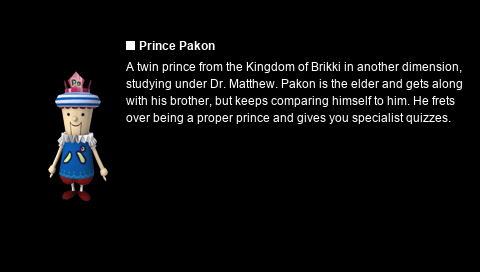 Prince Pakon
A twin prince from the Kingdom of Brikki in another dimension,
studying under Dr. Matthew. Pakon is the elder and gets along
with his brother, but keeps comparing himself to him. He frets
over being a proper prince and gives you specialist quizzes.